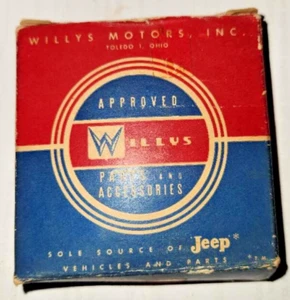 WILLYS MOTORS, INC.
TOLEDO 1, OHIO
APPROVED
WILLYS
PARTS AND
ACCESSORIES
SOLE SOURCE OF Jeep*
VEHICLES AND PARTS